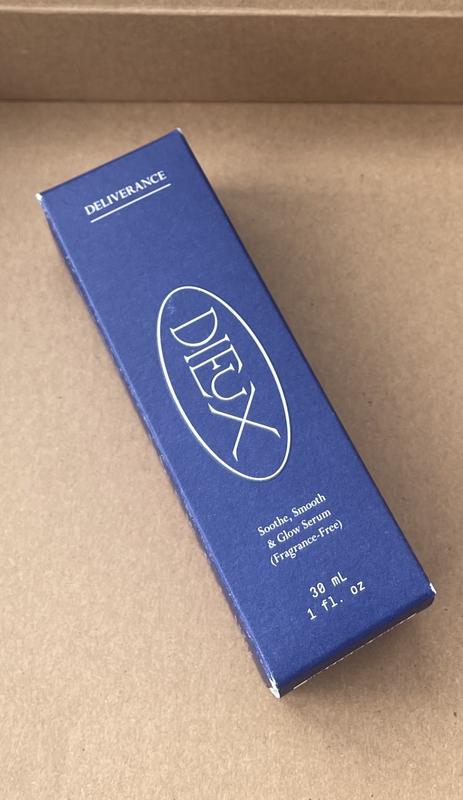 DELIVERANCE
DIEUX
Soothe, Smooth
& Glow Serum
(Fragrance-Free)
30 mL
1 fl. oz